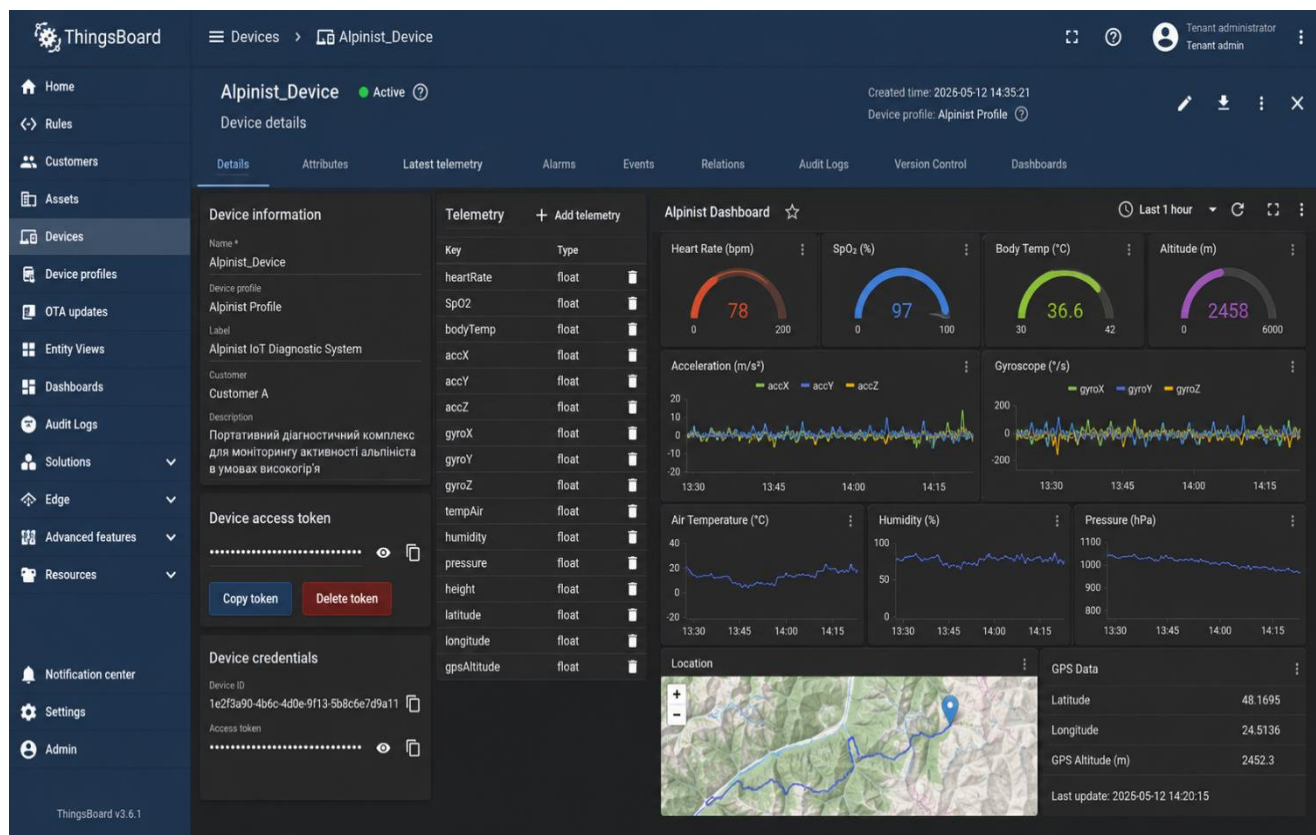 ThingsBoard
Devices > Alpinist_Device
Tenant administrator
Tenant admin
Home
Rules
Customers
Assets
Devices
Device profiles
OTA updates
Entity Views
Dashboards
Audit Logs
Solutions
Edge
Advanced features
Resources
Notification center
Settings
Admin
ThingsBoard v3.6.1
Alpinist_Device Active
Device details
Created time: 2026-05-12 14:35:21
Device profile: Alpinist Profile
Details Attributes Latest telemetry Alarms Events Relations Audit Logs Version Control Dashboards
Device information
Name *
Alpinist_Device
Device profile
Alpinist Profile
Label
Alpinist IoT Diagnostic System
Customer
Customer A
Description
Портативний діагностичний комплекс
для моніторингу активності альпініста
в умовах високогір'я
Device access token
Copy token Delete token
Device credentials
Device ID
1e2f3a90-4b6c-4d0e-9f13-5b8c6e7d9a11
Access token
Telemetry + Add telemetry
Key Type
heartRate float
SpO2 float
bodyTemp float
accX float
accY float
accZ float
gyroX float
gyroY float
gyroZ float
tempAir float
humidity float
pressure float
height float
latitude float
longitude float
gpsAltitude float
Alpinist Dashboard
Last 1 hour
Heart Rate (bpm)
78
0 200
SpO₂ (%)
97
0 100
Body Temp (°C)
36.6
30 42
Altitude (m)
2458
0 6000
Acceleration (m/s²)
accX accY accZ
20
10
0
-10
-20
13:30 13:45 14:00 14:15
Gyroscope (°/s)
gyroX gyroY gyroZ
200
0
-200
13:30 13:45 14:00 14:15
Air Temperature (°C)
40
20
0
-20
13:30 13:45 14:00 14:15
Humidity (%)
100
50
0
13:30 13:45 14:00 14:15
Pressure (hPa)
1100
1000
900
800
13:30 13:45 14:00 14:15
Location
+
-
GPS Data
Latitude 48.1695
Longitude 24.5136
GPS Altitude (m) 2452.3
Last update: 2026-05-12 14:20:15